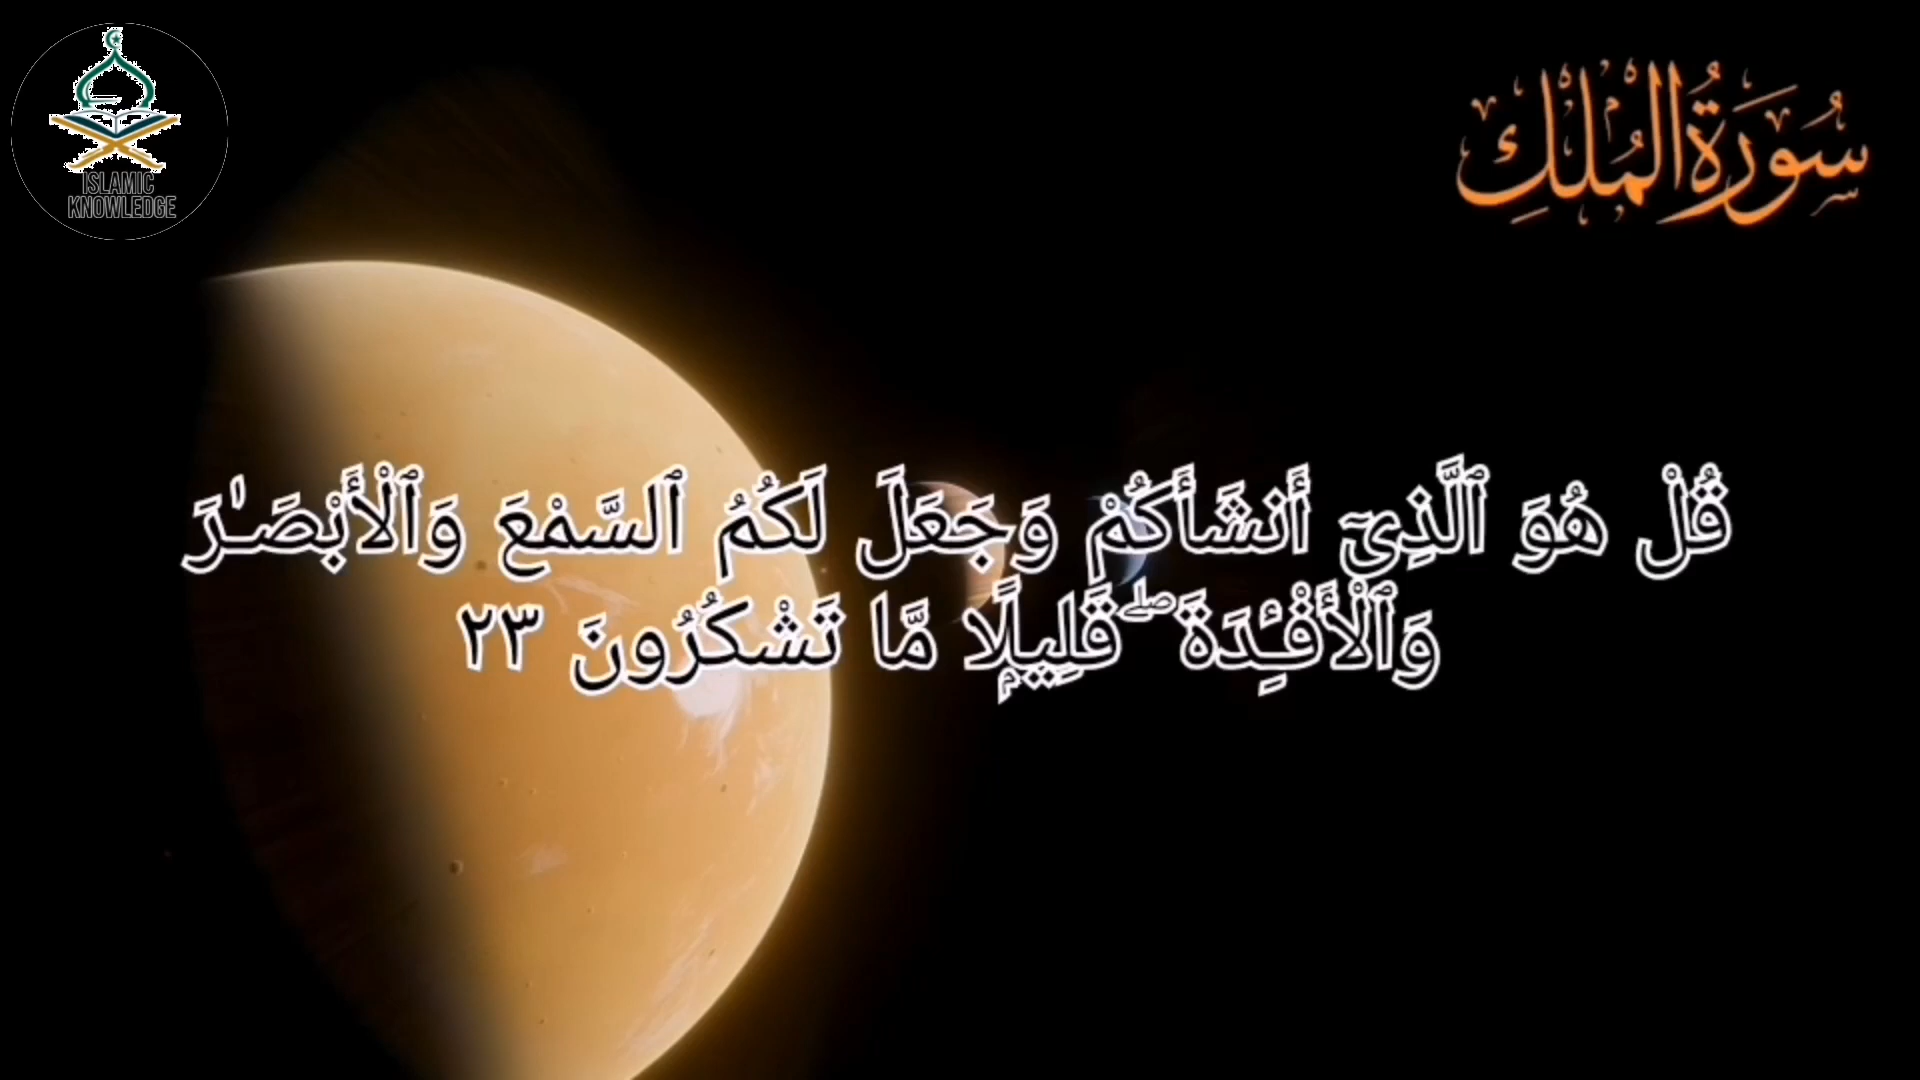 ISLAMIC
KNOWLEDGE
سُورَةُ المُلْكِ
قُلْ هُوَ ٱلَّذِىٓ أَنشَأَكُمْ وَجَعَلَ لَكُمُ ٱلسَّمْعَ وَٱلْأَبْصَـٰرَ
وَٱلْأَفْـِٔدَةَ ۖ قَلِيلًۭا مَّا تَشْكُرُونَ ٢٣